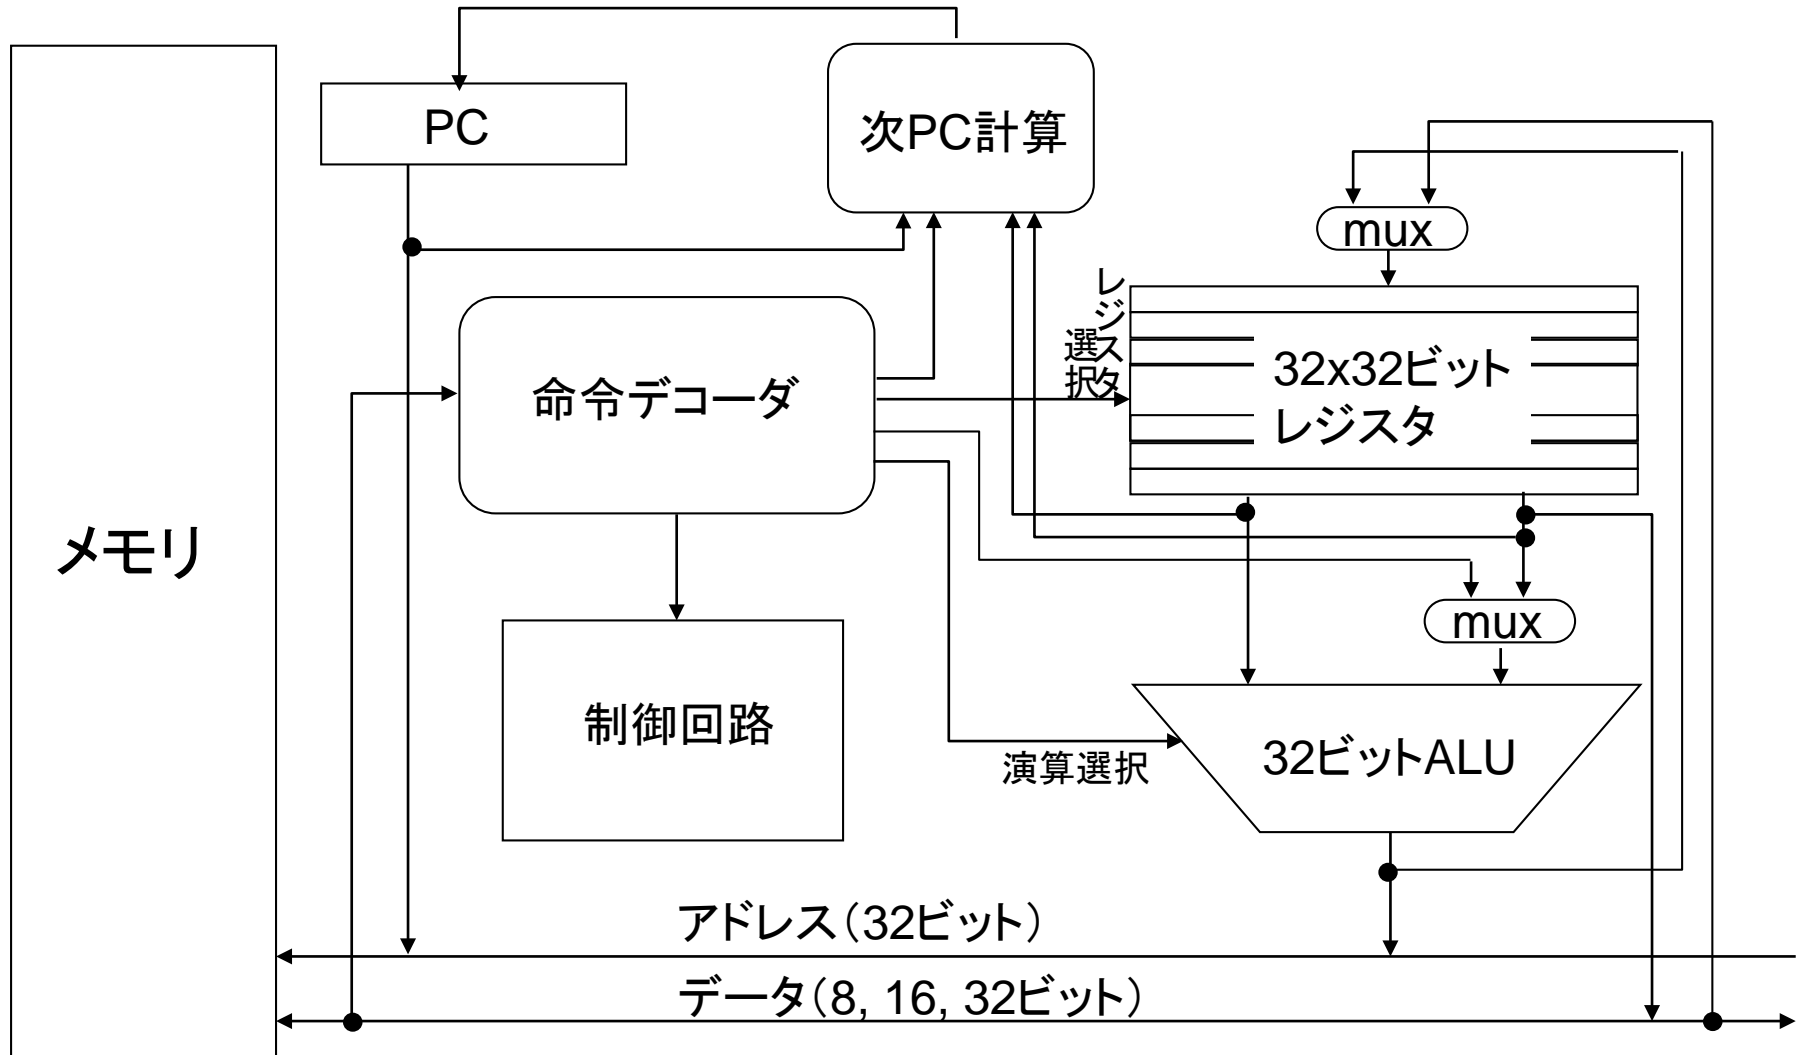 PC
次PC計算
mux
レジスタ
選択
32x32ビット
レジスタ
命令デコーダ
メモリ
mux
制御回路
32ビットALU
演算選択
アドレス（32ビット）
データ（8, 16, 32ビット）